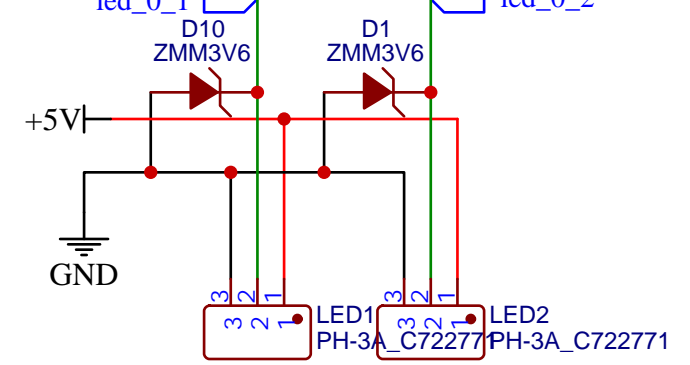 led_0_1
led_0_2
D10
ZMM3V6
D1
ZMM3V6
+5V
GND
3
2
1
3
2
1
3
2
1
3
2
1
LED1
PH-3A_C722771
LED2
PH-3A_C722771